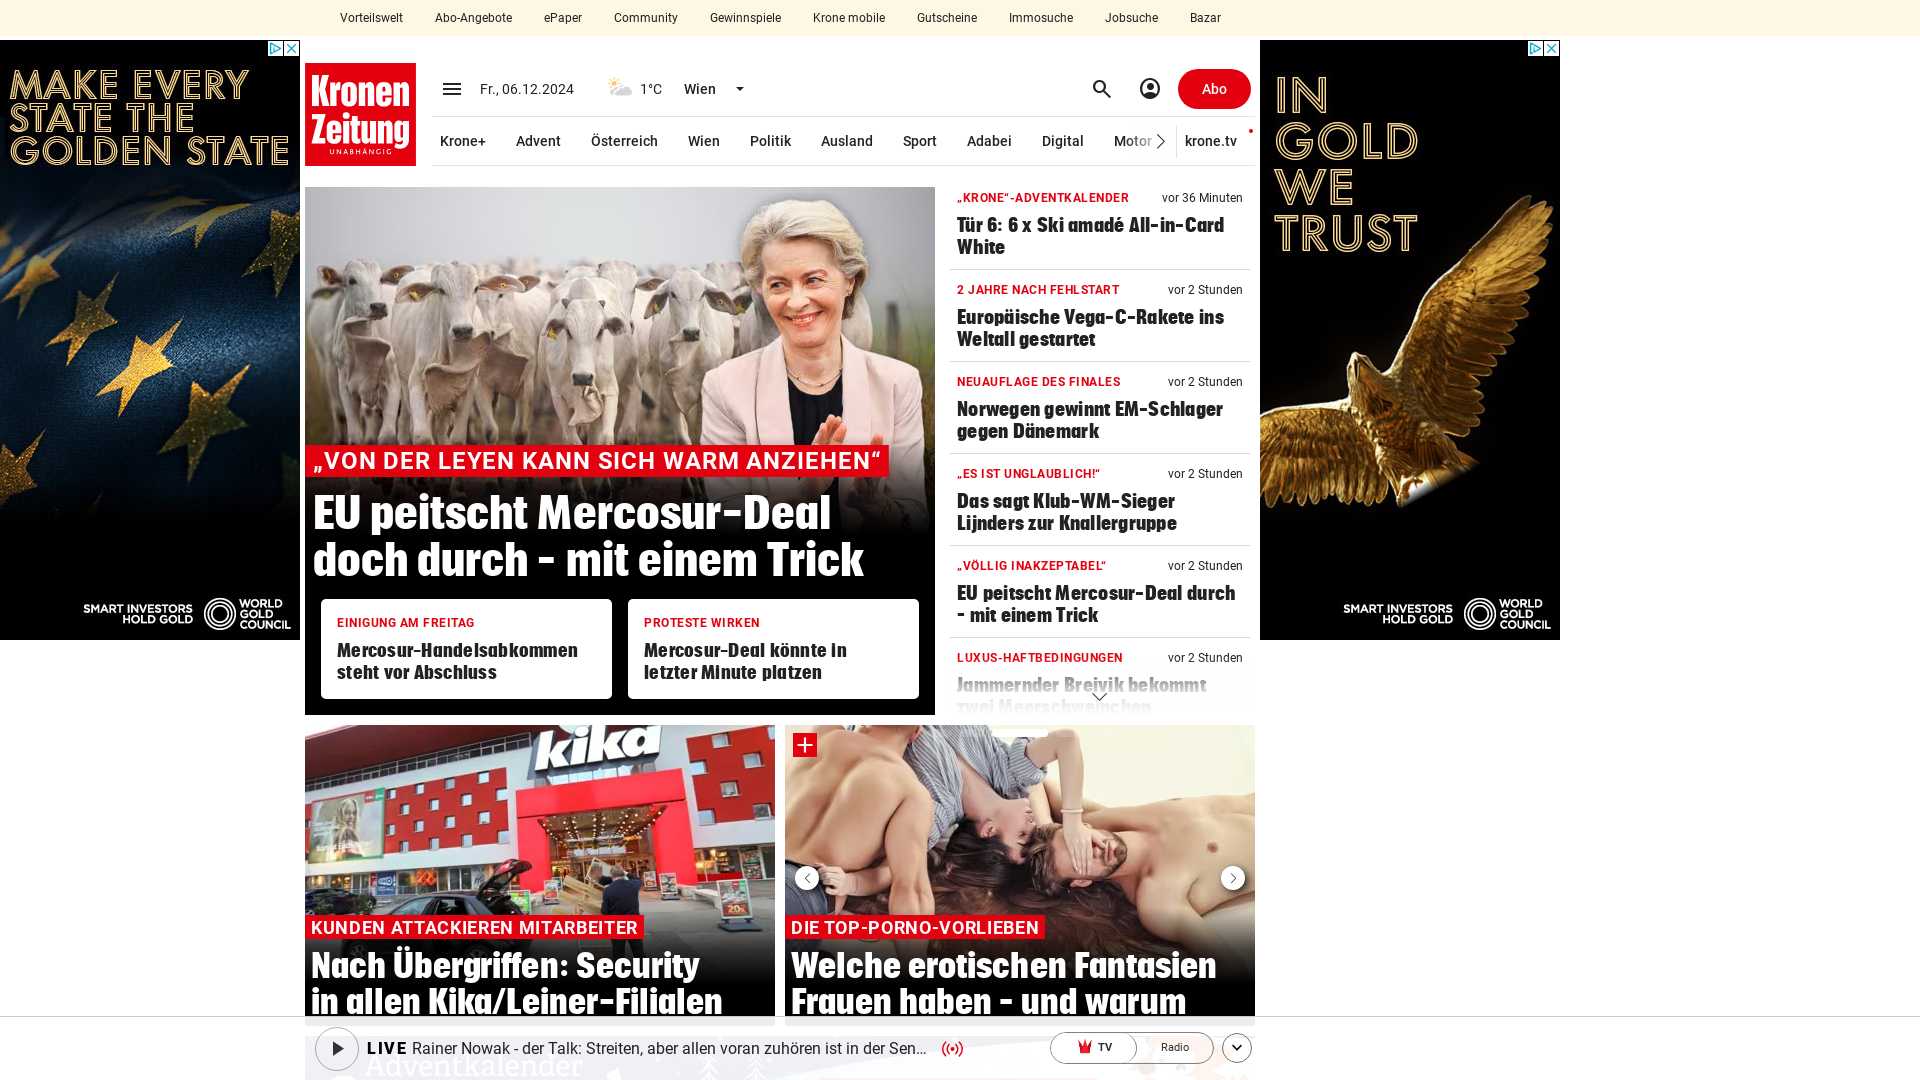 Vorteilswelt Abo-Angebote ePaper Community Gewinnspiele Krone mobile Gutscheine Immosuche Jobsuche Bazar
MAKE EVERY
STATE THE
GOLDEN STATE
SMART INVESTORS
HOLD GOLD
WORLD
GOLD
COUNCIL
Kronen
Zeitung
UNABHÄNGIG
Fr., 06.12.2024 1°C Wien
Abo
Krone+ Advent Österreich Wien Politik Ausland Sport Adabei Digital Motor krone.tv
„VON DER LEYEN KANN SICH WARM ANZIEHEN“
EU peitscht Mercosur-Deal
doch durch - mit einem Trick
EINIGUNG AM FREITAG
Mercosur-Handelsabkommen
steht vor Abschluss
PROTESTE WIRKEN
Mercosur-Deal könnte in
letzter Minute platzen
„KRONE“-ADVENTKALENDER vor 36 Minuten
Tür 6: 6 x Ski amadé All-in-Card
White
2 JAHRE NACH FEHLSTART vor 2 Stunden
Europäische Vega-C-Rakete ins
Weltall gestartet
NEUAUFLAGE DES FINALES vor 2 Stunden
Norwegen gewinnt EM-Schlager
gegen Dänemark
„ES IST UNGLAUBLICH!“ vor 2 Stunden
Das sagt Klub-WM-Sieger
Lijnders zur Knallergruppe
„VÖLLIG INAKZEPTABEL“ vor 2 Stunden
EU peitscht Mercosur-Deal durch
- mit einem Trick
LUXUS-HAFTBEDINGUNGEN vor 2 Stunden
Jammernder Breivik bekommt
zwei Meerschweinchen
IN
GOLD
WE
TRUST
SMART INVESTORS
HOLD GOLD
WORLD
GOLD
COUNCIL
kika
20%
KUNDEN ATTACKIEREN MITARBEITER
Nach Übergriffen: Security
in allen Kika/Leiner-Filialen
DIE TOP-PORNO-VORLIEBEN
Welche erotischen Fantasien
Frauen haben - und warum
LIVE Rainer Nowak - der Talk: Streiten, aber allen voran zuhören ist in der Sen...
TV Radio
Adventkalender